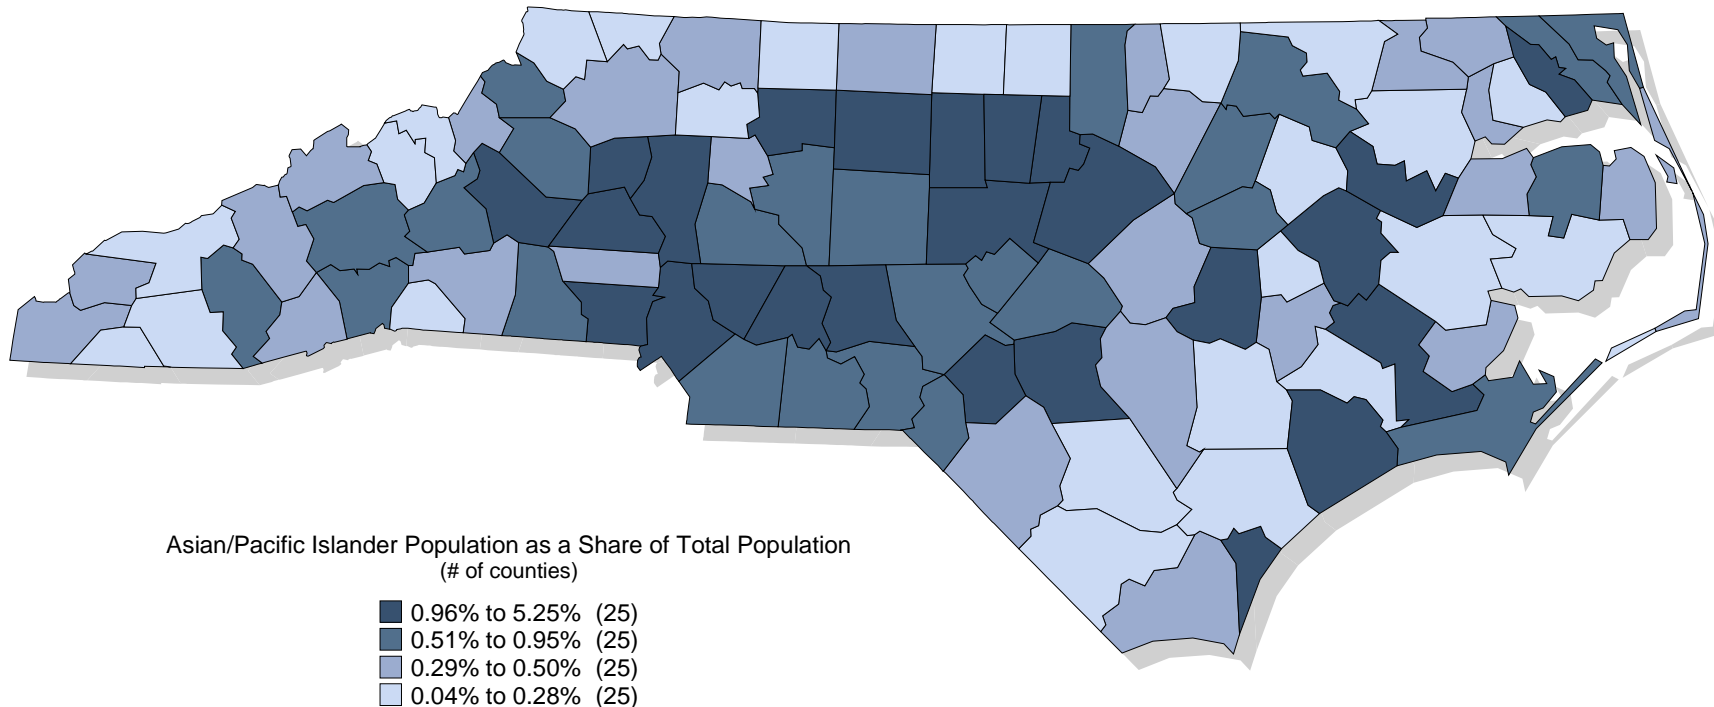 Asian/Pacific Islander Population as a Share of Total Population
(# of counties)
0.96% to 5.25% (25)
0.51% to 0.95% (25)
0.29% to 0.50% (25)
0.04% to 0.28% (25)